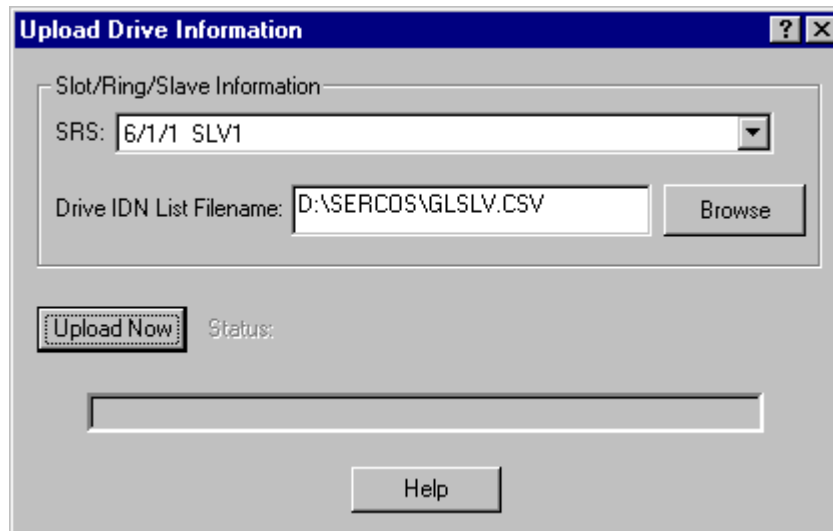 Upload Drive Information
Slot/Ring/Slave Information
SRS: 6/1/1 SLV1
Drive IDN List Filename: D:\SERCOS\GLSLV.CSV Browse
Upload Now Status:
Help